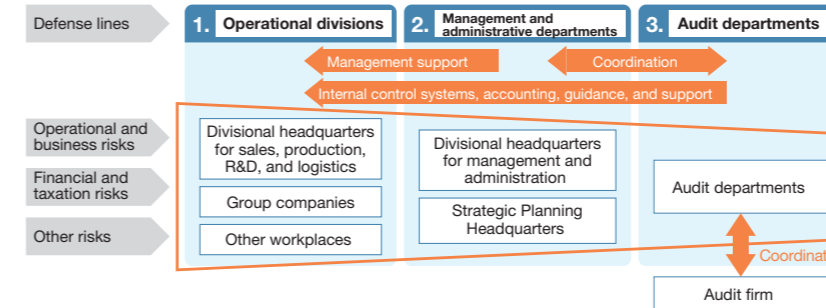 Defense lines
1. Operational divisions
2. Management and
administrative departments
3. Audit departments
Management support
Coordination
Internal control systems, accounting, guidance, and support
Operational and
business risks
Financial and
taxation risks
Other risks
Divisional headquarters
for sales, production,
R&D, and logistics
Group companies
Other workplaces
Divisional headquarters
for management and
administration
Strategic Planning
Headquarters
Audit departments
Coordinat
Audit firm